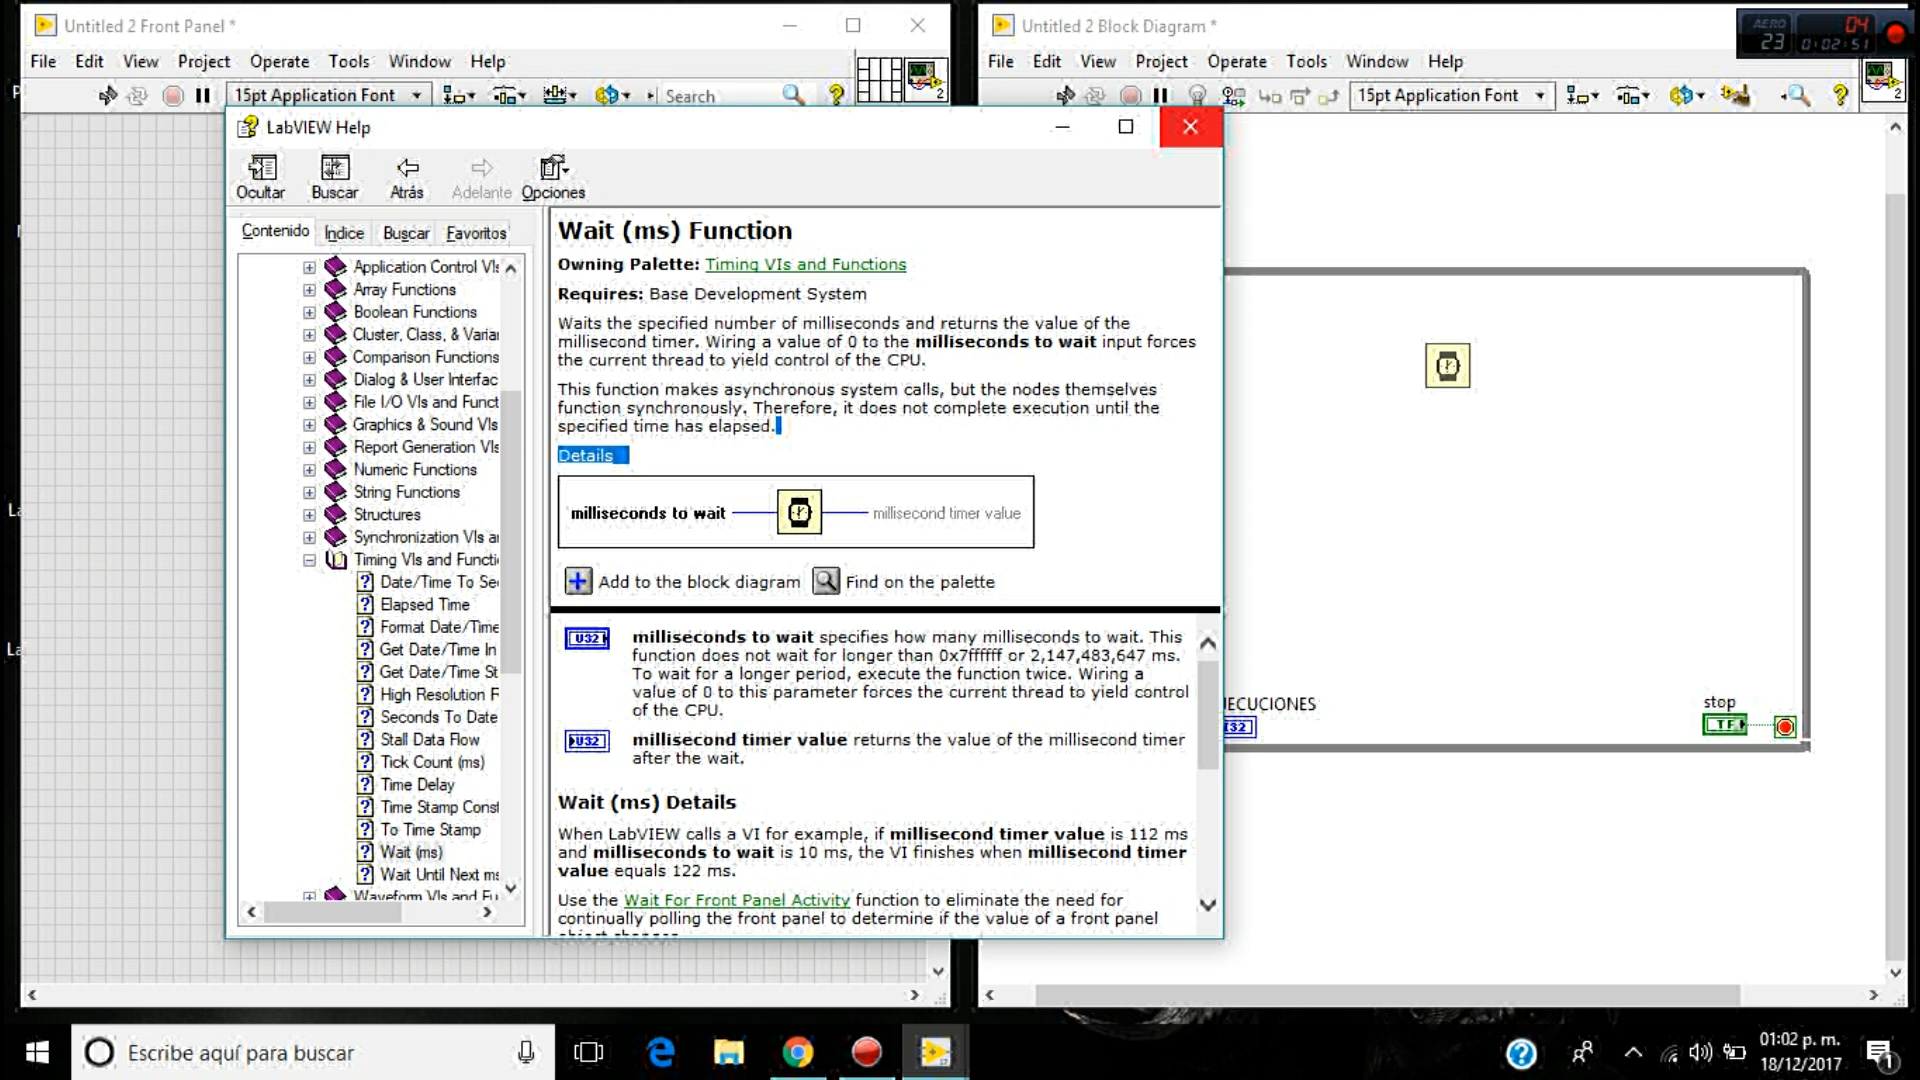 Untitled 2 Front Panel *
File Edit View Project Operate Tools Window Help
15pt Application Font
Search
2
Untitled 2 Block Diagram *
File Edit View Project Operate Tools Window Help
15pt Application Font
2
AERO
23
04
0:02:51
LabVIEW Help
Ocultar Buscar Atrás Adelante Opciones
Contenido Índice Buscar Favoritos
Application Control VIs
Array Functions
Boolean Functions
Cluster, Class, & Varian
Comparison Functions
Dialog & User Interfac
File I/O VIs and Funct
Graphics & Sound VIs
Report Generation VIs
Numeric Functions
String Functions
Structures
Synchronization VIs a
Timing VIs and Functi
Date/Time To Se
Elapsed Time
Format Date/Time
Get Date/Time In
Get Date/Time St
High Resolution R
Seconds To Date
Stall Data Flow
Tick Count (ms)
Time Delay
Time Stamp Const
To Time Stamp
Wait (ms)
Wait Until Next ms
Waveform VIs and Fu
Wait (ms) Function
Owning Palette: Timing VIs and Functions
Requires: Base Development System
Waits the specified number of milliseconds and returns the value of the
millisecond timer. Wiring a value of 0 to the milliseconds to wait input forces
the current thread to yield control of the CPU.
This function makes asynchronous system calls, but the nodes themselves
function synchronously. Therefore, it does not complete execution until the
specified time has elapsed.
Details
milliseconds to wait
millisecond timer value
Add to the block diagram Find on the palette
U32 milliseconds to wait specifies how many milliseconds to wait. This
function does not wait for longer than 0x7ffffff or 2,147,483,647 ms.
To wait for a longer period, execute the function twice. Wiring a
value of 0 to this parameter forces the current thread to yield control
of the CPU.
U32 millisecond timer value returns the value of the millisecond timer
after the wait.
Wait (ms) Details
When LabVIEW calls a VI for example, if millisecond timer value is 112 ms
and milliseconds to wait is 10 ms, the VI finishes when millisecond timer
value equals 122 ms.
Use the Wait For Front Panel Activity function to eliminate the need for
continually polling the front panel to determine if the value of a front panel
ECUCIONES
I32
stop
TF
Escribe aquí para buscar
01:02 p. m.
18/12/2017
1